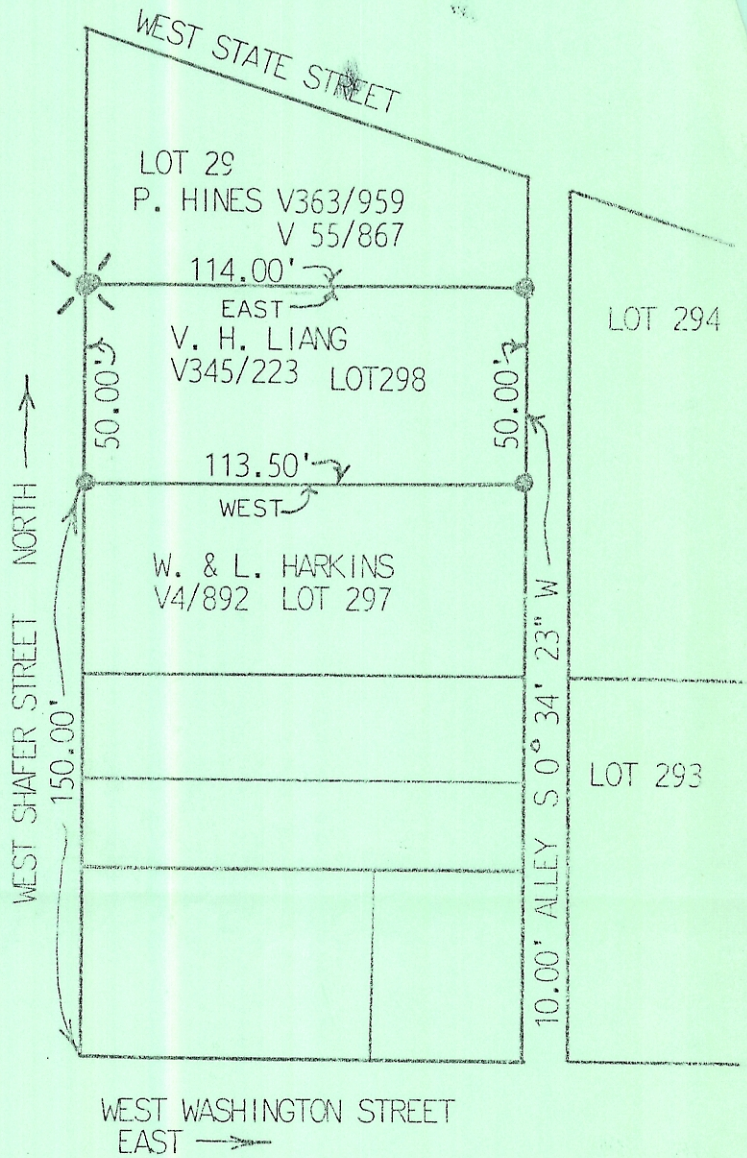 WEST STATE STREET
LOT 29
P. HINES V363/959
V 55/867
114.00'
EAST
V. H. LIANG
V345/223 LOT298
50.00'
50.00'
LOT 294
113.50'
WEST
W. & L. HARKINS
V4/892 LOT 297
WEST SHAFER STREET NORTH
150.00'
10.00' ALLEY S 0° 34' 23" W
LOT 293
WEST WASHINGTON STREET
EAST